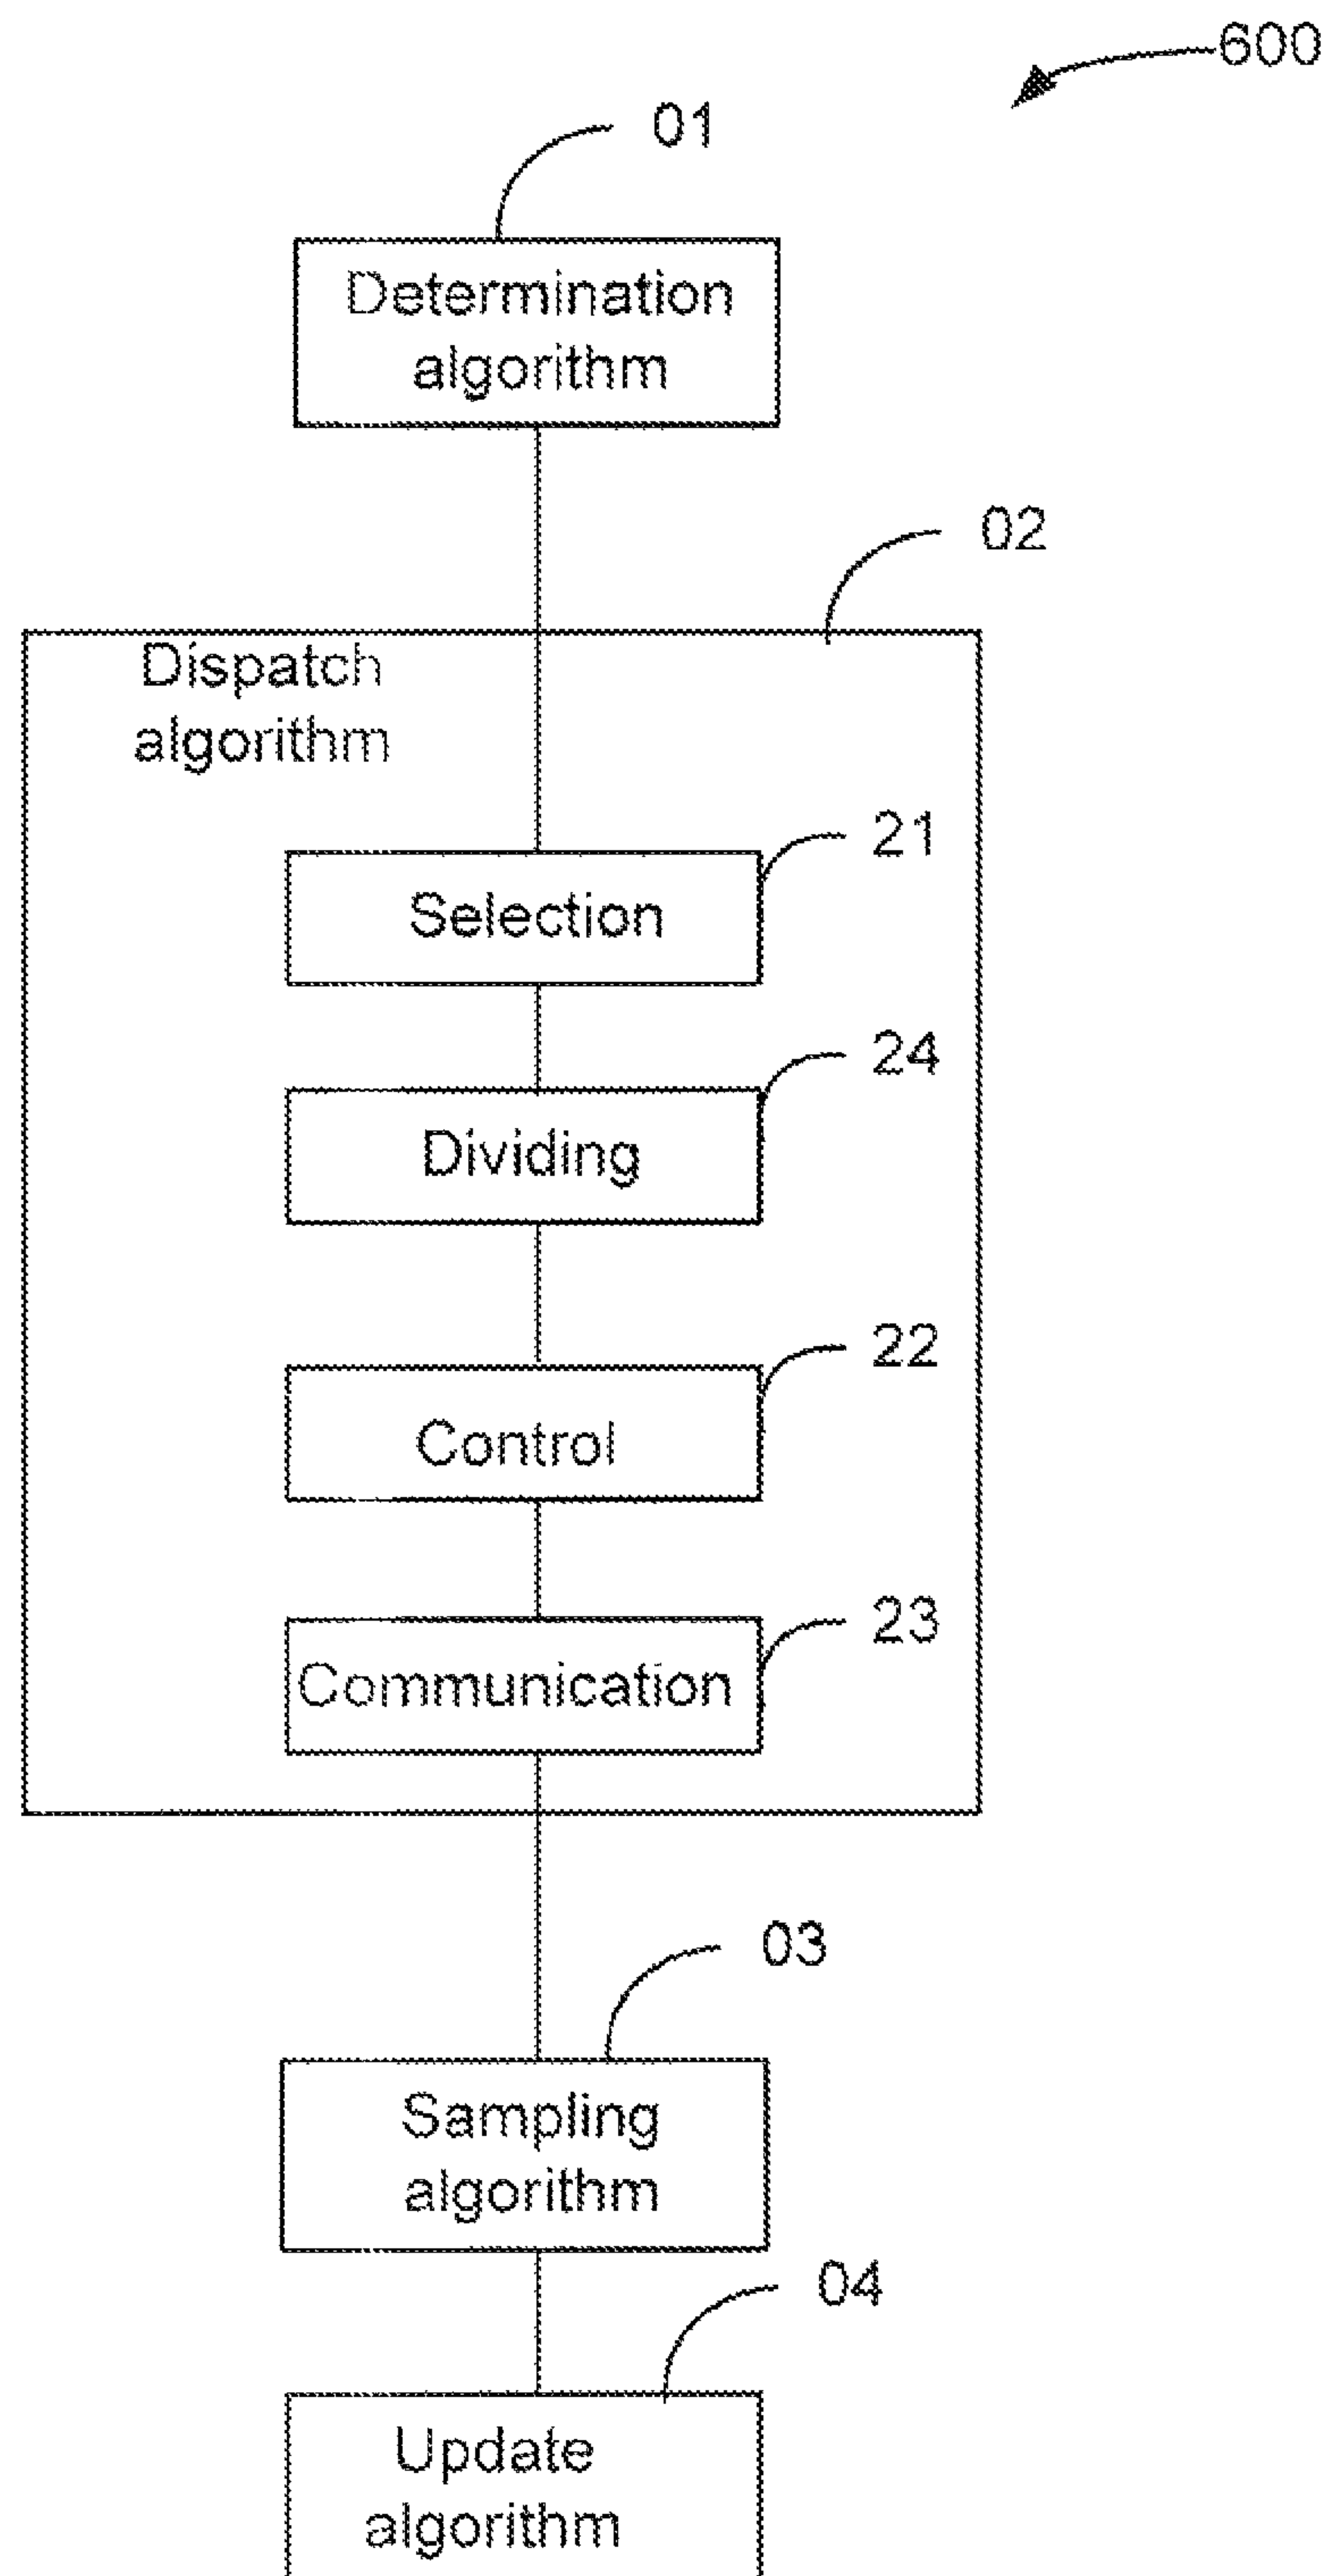 600
01
Determination
algorithm
02
Dispatch
algorithm
21
Selection
24
Dividing
22
Control
23
Communication
03
Sampling
algorithm
04
Update
algorithm